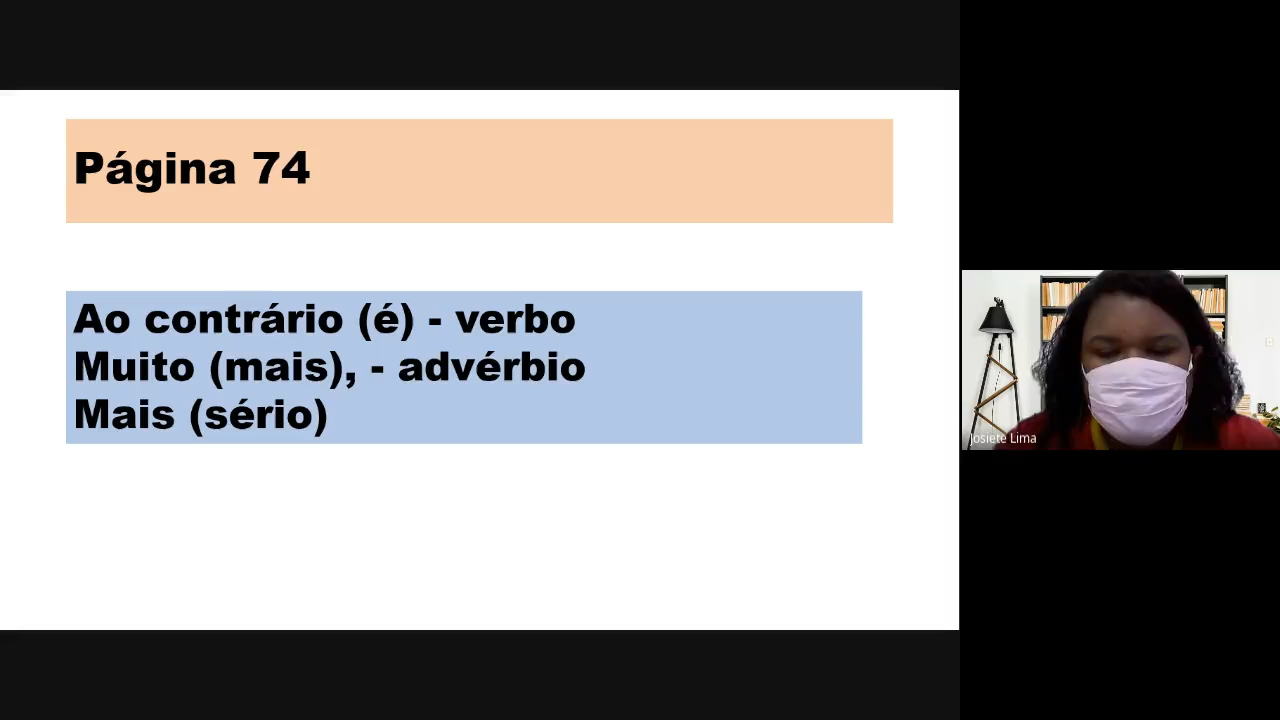 Página 74
Ao contrário (é) - verbo
Muito (mais), - advérbio
Mais (sério)
Josiete Lima